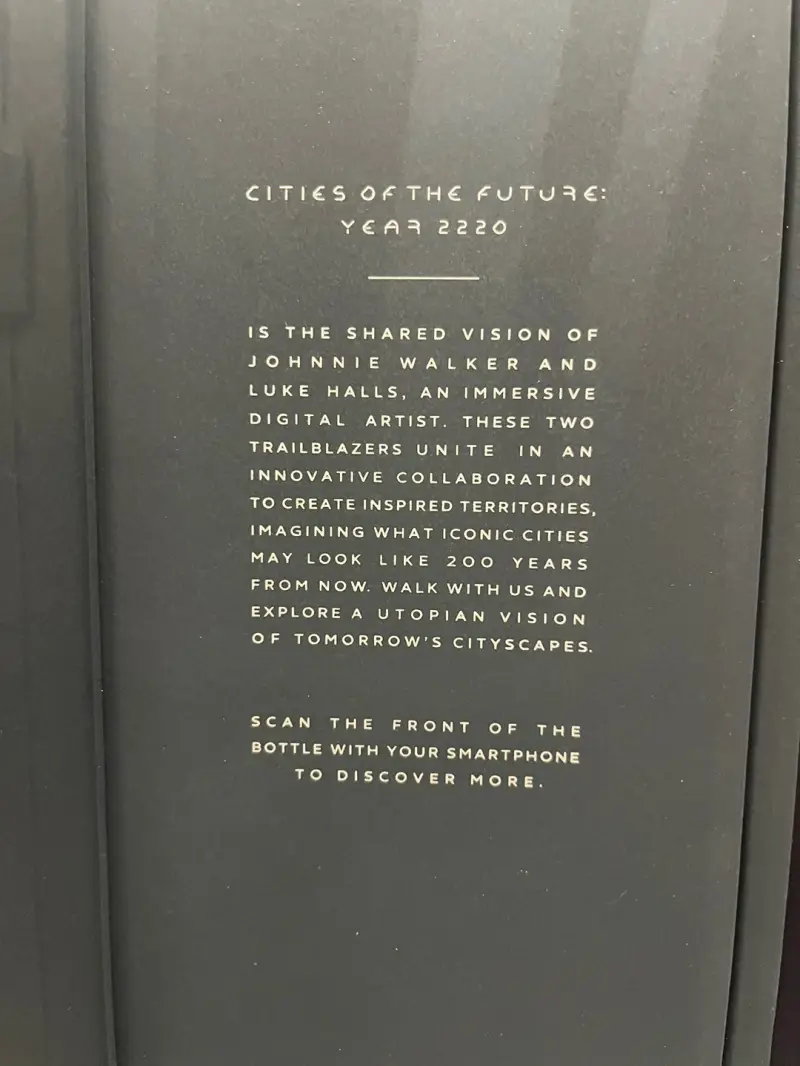 CITIES OF THE FUTURE:
YEAR 2220
IS THE SHARED VISION OF
JOHNNIE WALKER AND
LUKE HALLS, AN IMMERSIVE
DIGITAL ARTIST. THESE TWO
TRAILBLAZERS UNITE IN AN
INNOVATIVE COLLABORATION
TO CREATE INSPIRED TERRITORIES,
IMAGINING WHAT ICONIC CITIES
MAY LOOK LIKE 200 YEARS
FROM NOW. WALK WITH US AND
EXPLORE A UTOPIAN VISION
OF TOMORROW'S CITYSCAPES.
SCAN THE FRONT OF THE
BOTTLE WITH YOUR SMARTPHONE
TO DISCOVER MORE.